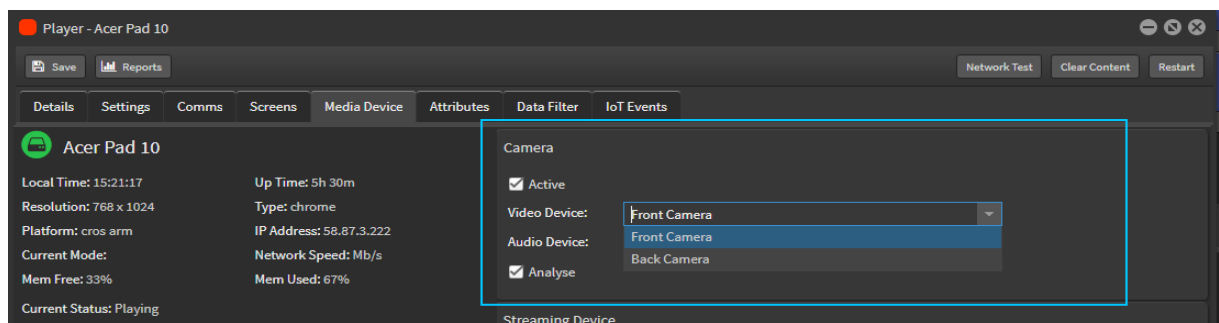 Player - Acer Pad 10
Save Reports Network Test Clear Content Restart
Details Settings Comms Screens Media Device Attributes Data Filter IoT Events
Acer Pad 10
Local Time: 15:21:17 Up Time: 5h 30m
Resolution: 768 x 1024 Type: chrome
Platform: cros arm IP Address: 58.87.3.222
Current Mode: Network Speed: Mb/s
Mem Free: 33% Mem Used: 67%
Current Status: Playing
Camera
Active
Video Device: Front Camera
Front Camera
Audio Device:
Back Camera
Analyse
Streaming Device